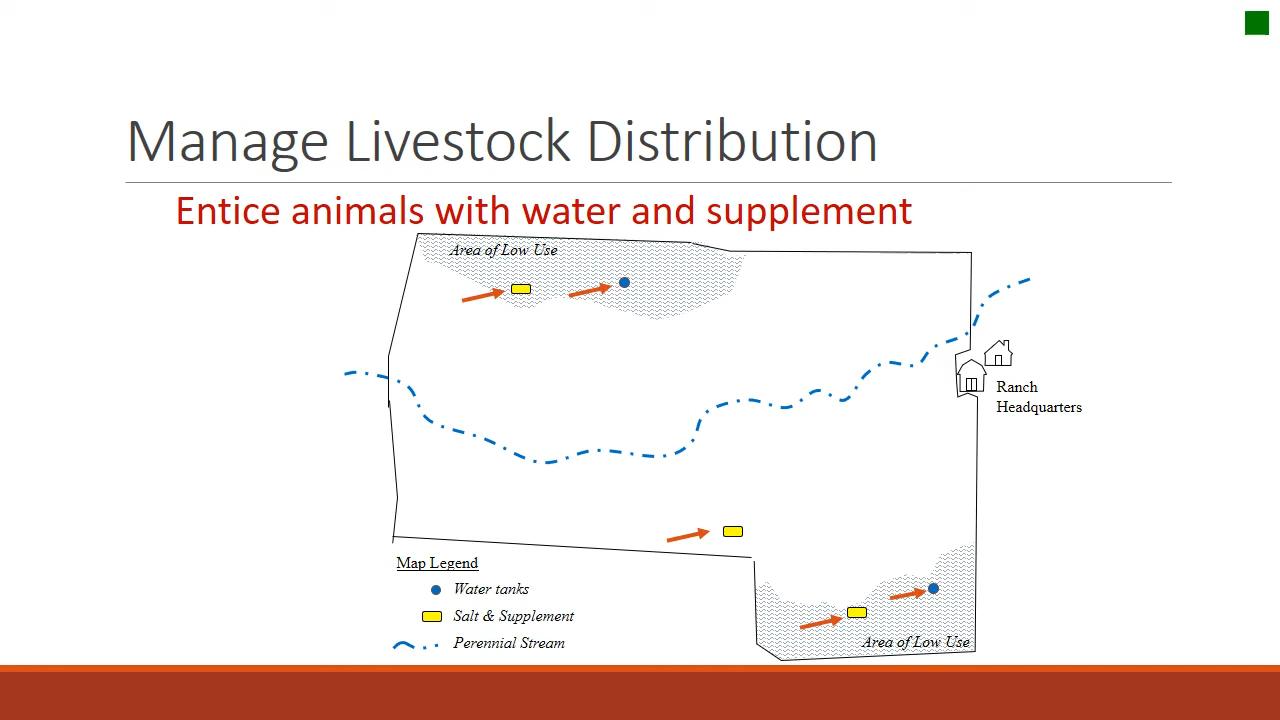 Manage Livestock Distribution
Entice animals with water and supplement
Area of Low Use
Ranch
Headquarters
Map Legend
Water tanks
Salt & Supplement
Perennial Stream
Area of Low Use